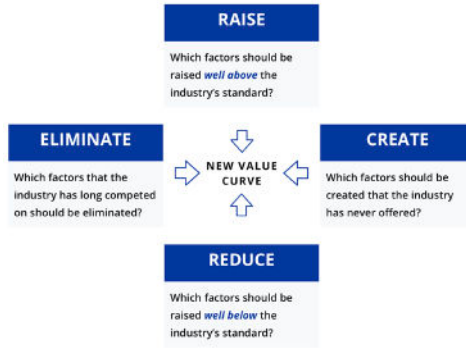 RAISE
Which factors should be
raised well above the
industry's standard?
ELIMINATE
Which factors that the
industry has long competed
on should be eliminated?
NEW VALUE
CURVE
CREATE
Which factors should be
created that the industry
has never offered?
REDUCE
Which factors should be
raised well below the
industry's standard?